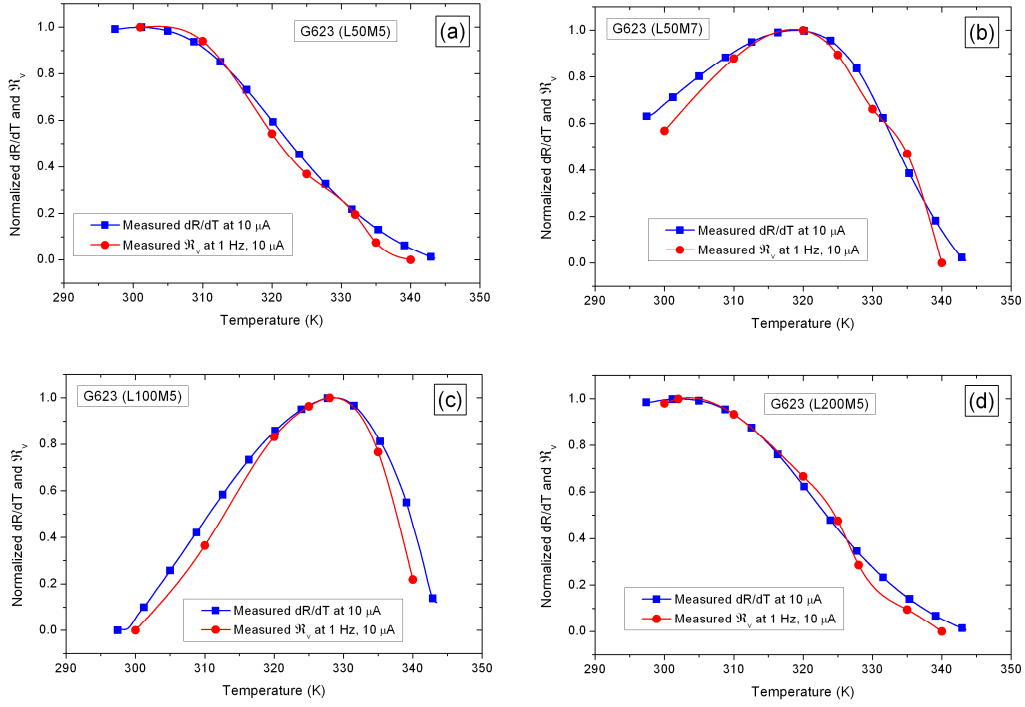 G623 (L50M5)
(a)
Normalized dR/dT and ℜv
1.0
0.8
0.6
0.4
0.2
0.0
Measured dR/dT at 10 μA
Measured ℜv at 1 Hz, 10 μA
290 300 310 320 330 340 350
Temperature (K)
G623 (L50M7)
(b)
Normalized dR/dT and ℜv
1.0
0.8
0.6
0.4
0.2
0.0
Measured dR/dT at 10 μA
Measured ℜv at 1 Hz, 10 μA
290 300 310 320 330 340 350
Temperature (K)
G623 (L100M5)
(c)
Normalized dR/dT and ℜv
1.0
0.8
0.6
0.4
0.2
0.0
Measured dR/dT at 10 μA
Measured ℜv at 1 Hz, 10 μA
290 300 310 320 330 340 350
Temperature (K)
G623 (L200M5)
(d)
Normalized dR/dT and ℜv
1.0
0.8
0.6
0.4
0.2
0.0
Measured dR/dT at 10 μA
Measured ℜv at 1 Hz, 10 μA
290 300 310 320 330 340 350
Temperature (K)